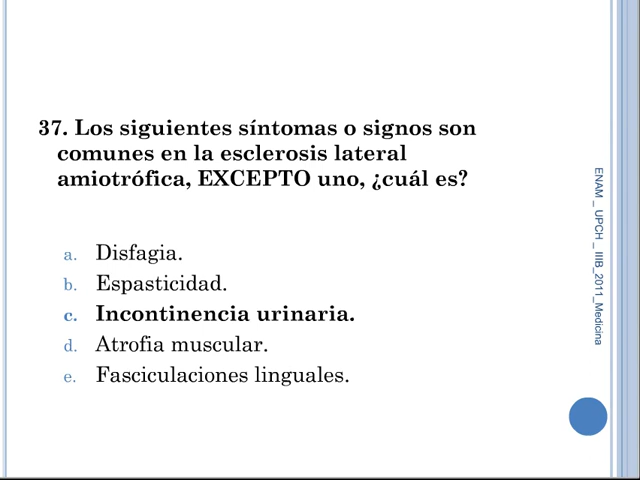 37. Los siguientes síntomas o signos son
comunes en la esclerosis lateral
amiotrófica, EXCEPTO uno, ¿cuál es?
a. Disfagia.
b. Espasticidad.
c. Incontinencia urinaria.
d. Atrofia muscular.
e. Fasciculaciones linguales.
ENAM _ UPCH _ IIIB_2011_Medicina